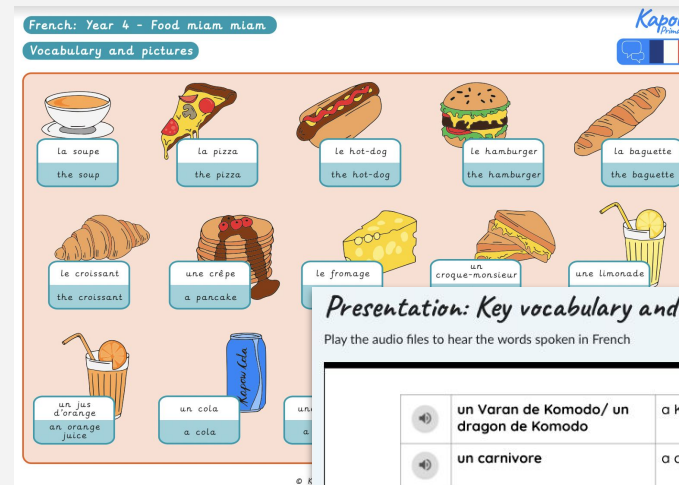 French: Year 4 - Food miam miam
Kapow
Prim
Vocabulary and pictures
la soupe
the soup
la pizza
the pizza
le hot-dog
the hot-dog
le hamburger
the hamburger
la baguette
the baguette
le croissant
the croissant
une crêpe
a pancake
le fromage
un
croque-monsieur
une limonade
Presentation: Key vocabulary and
Play the audio files to hear the words spoken in French
un jus
d'orange
an orange
juice
Kapow Cola
un cola
a cola
un Varan de Komodo/ un
dragon de Komodo
un carnivore